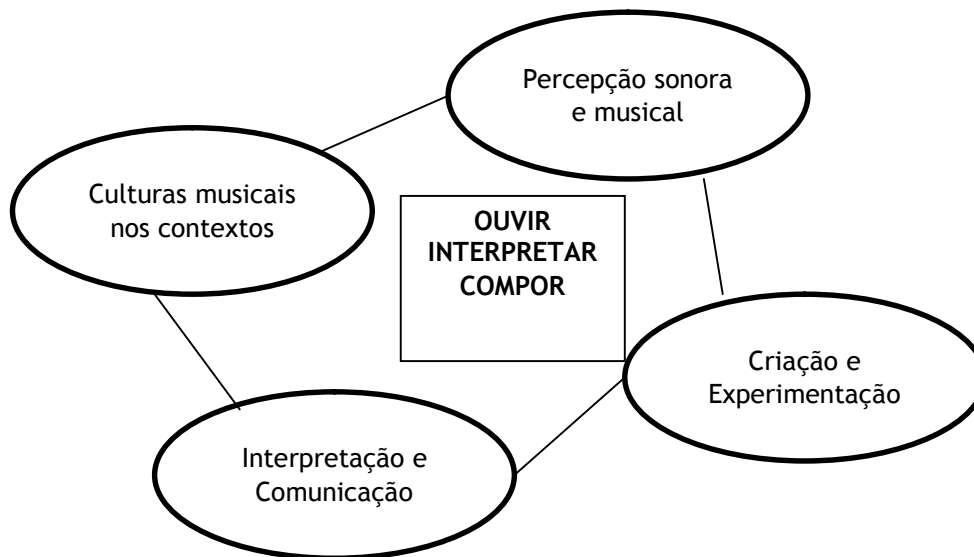 Percepção sonora
e musical
Culturas musicais
nos contextos
OUVIR
INTERPRETAR
COMPOR
Criação e
Experimentação
Interpretação e
Comunicação